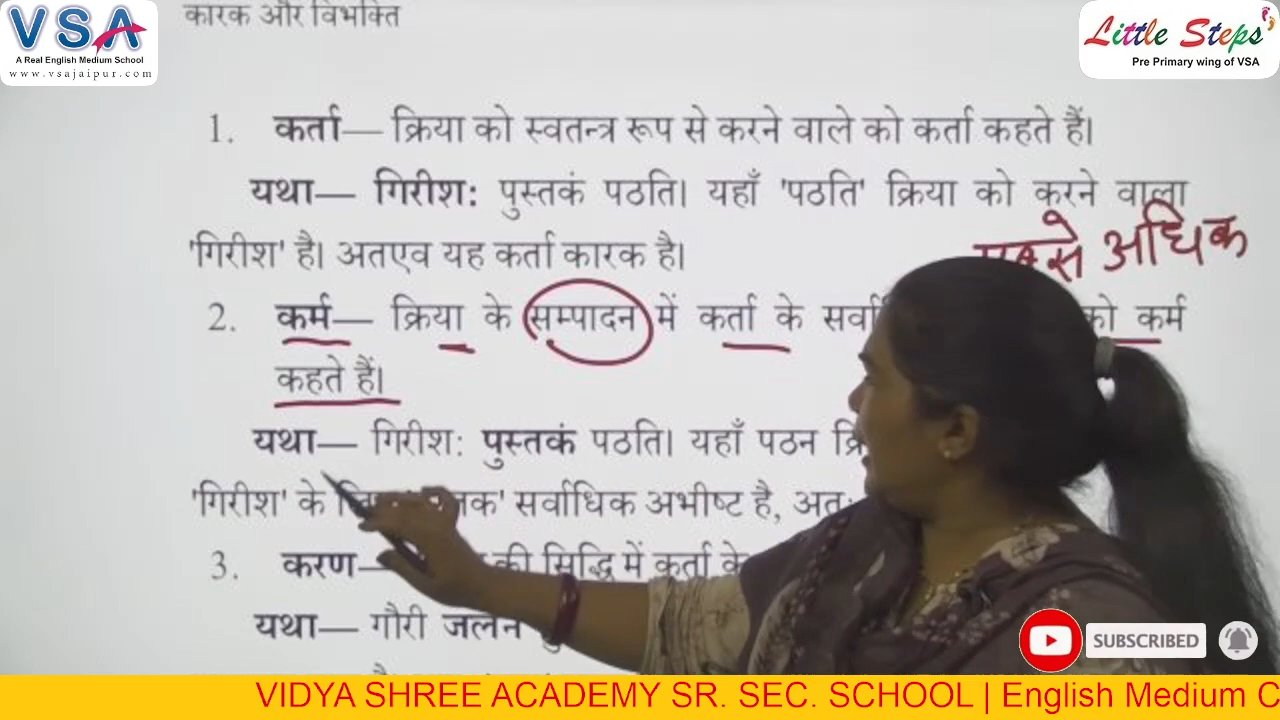 कारक और विभक्ति
VSA
A Real English Medium School
www.vsajaipur.com
Little Steps
Pre Primary wing of VSA
1. कर्ता— क्रिया को स्वतन्त्र रूप से करने वाले को कर्ता कहते हैं।
यथा— गिरीश: पुस्तकं पठति। यहाँ 'पठति' क्रिया को करने वाला
'गिरीश' है। अतएव यह कर्ता कारक है।
अधिक
2. कर्म— क्रिया के सम्पादन में कर्ता के को कर्म
कहते हैं।
यथा— गिरीश: पुस्तकं पठति। यहाँ पठन
'गिरीश' के सर्वाधिक अभीष्ट है, अत:
3. करण— की सिद्धि में कर्ता के
यथा— गौरी जलेन
SUBSCRIBED
VIDYA SHREE ACADEMY SR. SEC. SCHOOL | English Medium C